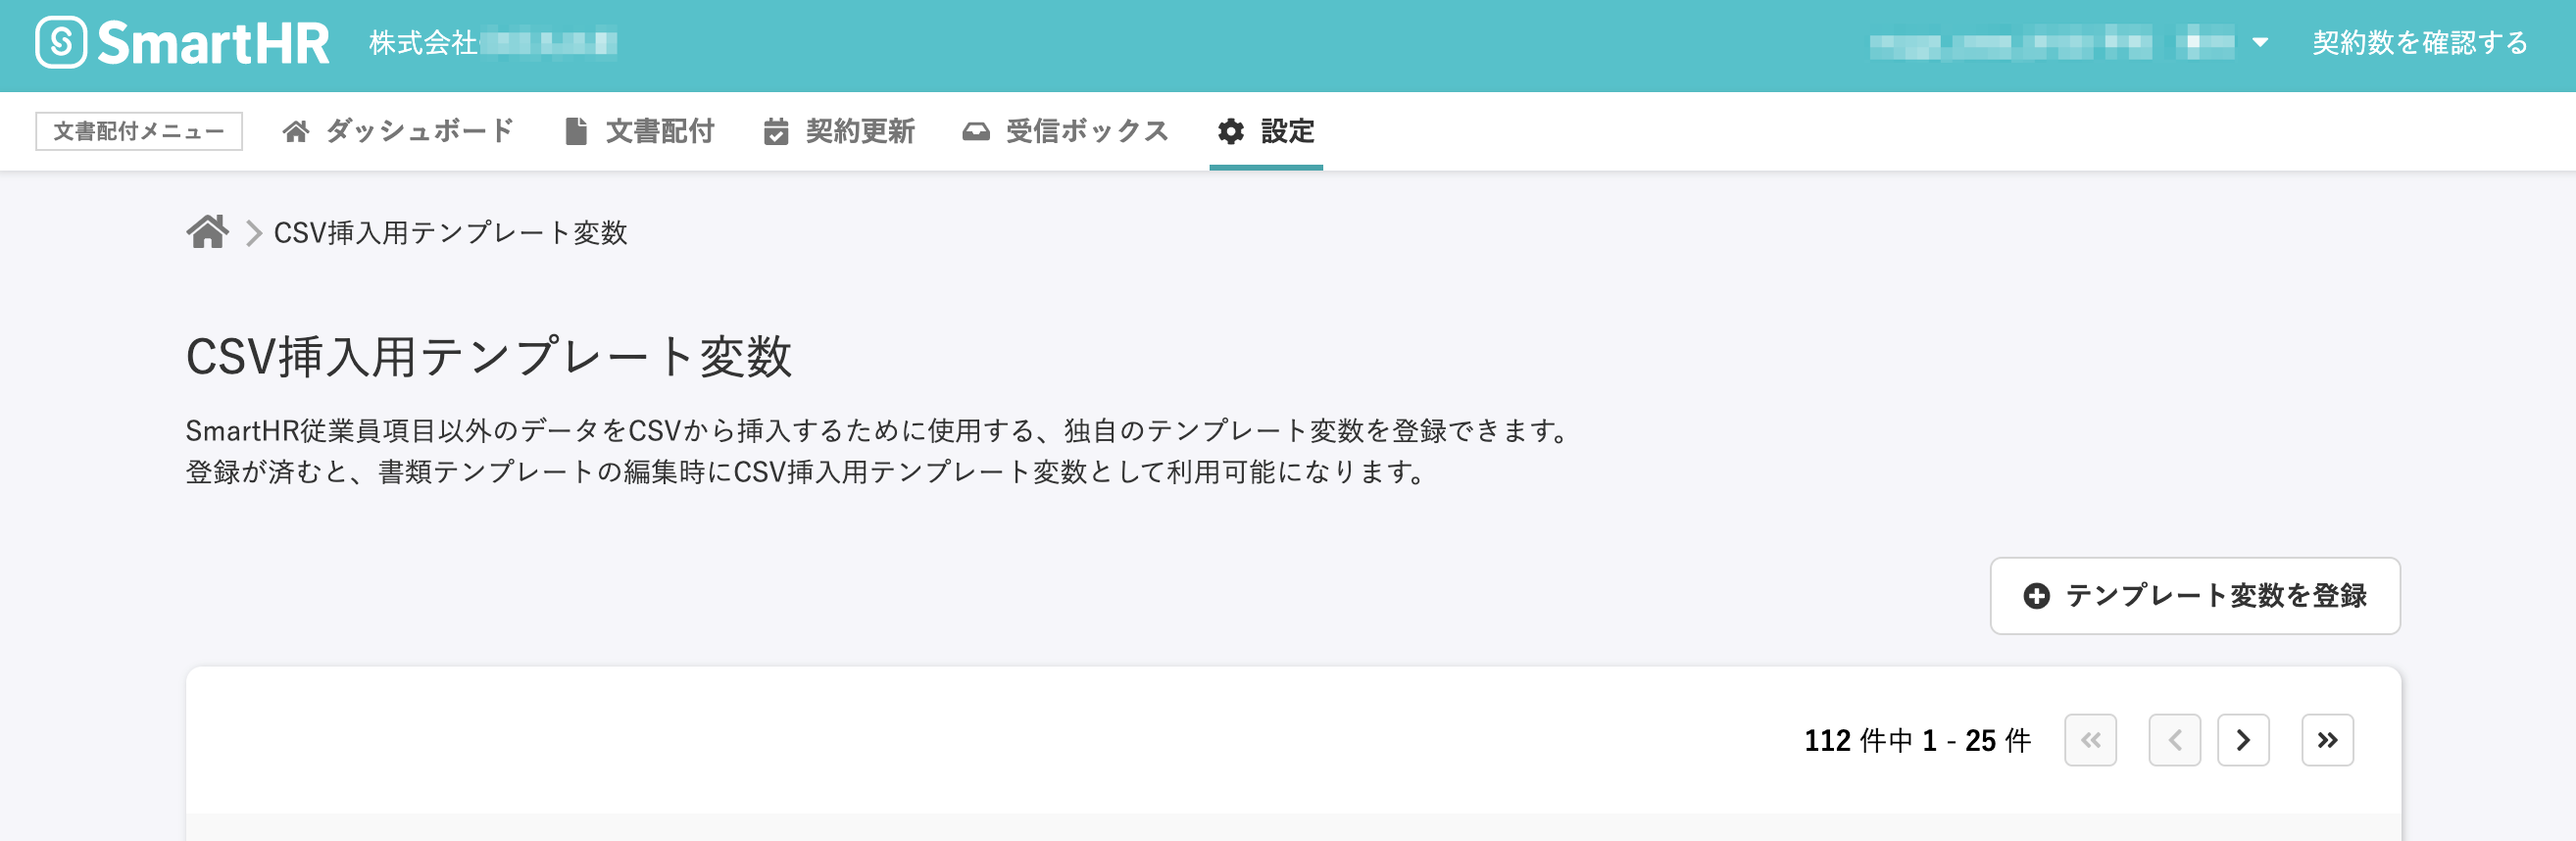 SmartHR 株式会社 契約数を確認する
文書配付メニュー ダッシュボード 文書配付 契約更新 受信ボックス 設定
CSV挿入用テンプレート変数
CSV挿入用テンプレート変数
SmartHR従業員項目以外のデータをCSVから挿入するために使用する、独自のテンプレート変数を登録できます。
登録が済むと、書類テンプレートの編集時にCSV挿入用テンプレート変数として利用可能になります。
テンプレート変数を登録
112 件中 1 - 25 件